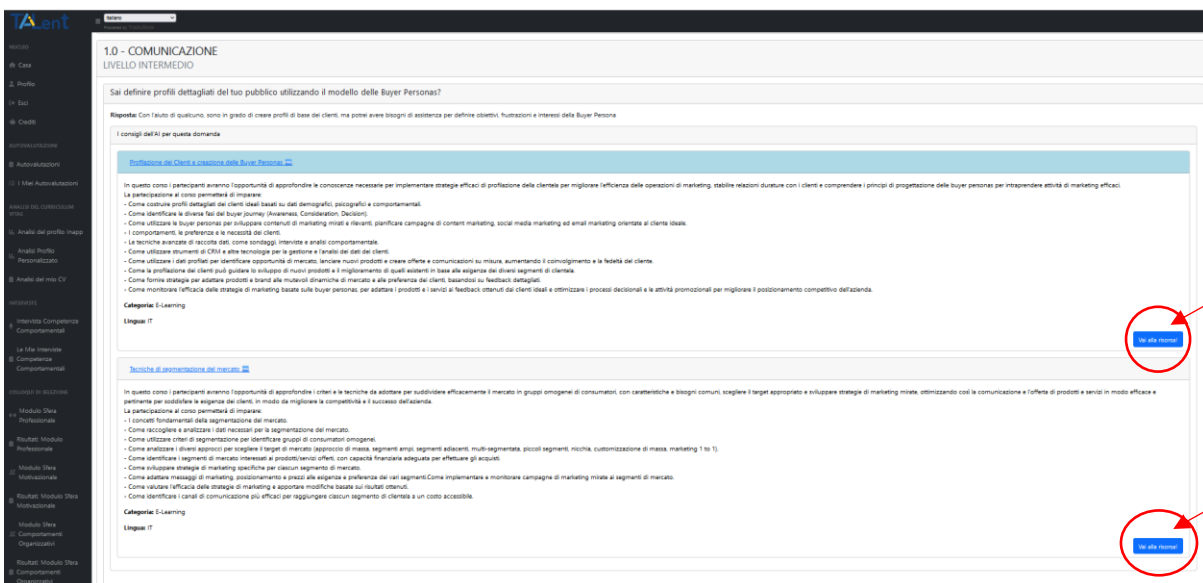 TALent
Italiano
NUCLEO
Casa
Profilo
Esci
Crediti
AUTOVALUTAZIONI
Autovalutazioni
I Miei Autovalutazioni
ANALISI DEL CURRICULUM VITAE
Analisi del profilo inapp
Analisi Profilo
Personalizzato
Analisi del mio CV
INTERVISTE
Intervista Competenza
Comportamentali
Le Mie Interviste
Competenza
Comportamentali
COLLOQUI DI SELEZIONE
Modulo Sfera
Professionale
Risultati Modulo
Professionale
Modulo Sfera
Motivazionale
Risultati Modulo Sfera
Motivazionale
Modulo Sfera
Comportamenti
Organizzativi
Risultati Modulo Sfera
Comportamenti
Organizzativi
1.0 - COMUNICAZIONE
LIVELLO INTERMEDIO
Sai definire profili dettagliati del tuo pubblico utilizzando il modello delle Buyer Personas?
Risposta: Con l'aiuto di qualcuno, sono in grado di creare profili di base dei clienti, ma potrei avere bisogni di assistenza per definire obiettivi, frustrazioni e interessi della Buyer Persona
I consigli dell'AI per questa domanda
Profilazione dei Clienti e creazione delle Buyer Personas
In questo corso i partecipanti avranno l'opportunità di approfondire le conoscenze necessarie per implementare strategie efficaci di profilazione della clientela per migliorare l'efficienza delle operazioni di marketing, stabilire relazioni durature con i clienti e comprendere i principi di progettazione delle buyer personas per intraprendere attività di marketing efficaci.
La partecipazione al corso permetterà di imparare:
- Come costruire profili dettagliati dei clienti ideali basati su dati demografici, psicografici e comportamentali.
- Come identificare le diverse fasi del buyer journey (Awareness, Consideration, Decision).
- Come utilizzare le buyer personas per sviluppare contenuti di marketing mirati e rilevanti, pianificare campagne di content marketing, social media marketing ed email marketing orientate al cliente ideale.
- I comportamenti, le preferenze e le necessità dei clienti.
- Le tecniche avanzate di raccolta dati, come sondaggi, interviste e analisi comportamentale.
- Come utilizzare strumenti di CRM e altre tecnologie per la gestione e l'analisi dei dati dei clienti.
- Come utilizzare i dati profilati per identificare opportunità di mercato, lanciare nuovi prodotti e creare offerte e comunicazioni su misura, aumentando il coinvolgimento e la fedeltà del cliente.
- Come la profilazione dei clienti può guidare lo sviluppo di nuovi prodotti e il miglioramento di quelli esistenti in base alle esigenze dei diversi segmenti di clientela.
- Come fornire strategie per adattare prodotti e brand alle mutevoli dinamiche di mercato e alle preferenze dei clienti, basandosi su feedback dettagliati.
- Come monitorare l'efficacia delle strategie di marketing basate sulle buyer personas, per adattare i prodotti e i servizi ai feedback ottenuti dai clienti ideali e ottimizzare i processi decisionali e le attività promozionali per migliorare il posizionamento competitivo dell'azienda.
Categoria: E-Learning
Lingua: IT
Vai alla risorsa!
Tecniche di segmentazione del mercato
In questo corso i partecipanti avranno l'opportunità di approfondire i criteri e le tecniche da adottare per suddividere efficacemente il mercato in gruppi omogenei di consumatori, con caratteristiche e bisogni comuni, scegliere il target appropriato e sviluppare strategie di marketing mirate, ottimizzando così la comunicazione e l'offerta di prodotti e servizi in modo efficace e
pertinente per soddisfare le esigenze dei clienti, in modo da migliorare la competitività e il successo dell'azienda.
La partecipazione al corso permetterà di imparare:
- I concetti fondamentali della segmentazione del mercato.
- Come raccogliere e analizzare i dati necessari per la segmentazione del mercato.
- Come utilizzare criteri di segmentazione per identificare gruppi di consumatori omogenei.
- Come analizzare i diversi approcci per scegliere il target di mercato (approccio di massa, segmenti ampi, segmenti adiacenti, multi-segmentata, piccoli segmenti, nicchia, customizzazione di massa, marketing 1 to 1).
- Come identificare i segmenti di mercato interessati ai prodotti/servizi offerti, con capacità finanziaria adeguata per effettuare gli acquisti.
- Come sviluppare strategie di marketing specifiche per ciascun segmento di mercato.
- Come adattare messaggi di marketing, posizionamento e prezzi alle esigenze e preferenze dei vari segmenti.Come implementare e monitorare campagne di marketing mirate ai segmenti di mercato.
- Come valutare l'efficacia delle strategie di marketing e apportare modifiche basate sui risultati ottenuti.
- Come identificare i canali di comunicazione più efficaci per raggiungere ciascun segmento di clientela a un costo accessibile.
Categoria: E-Learning
Lingua: IT
Vai alla risorsa!